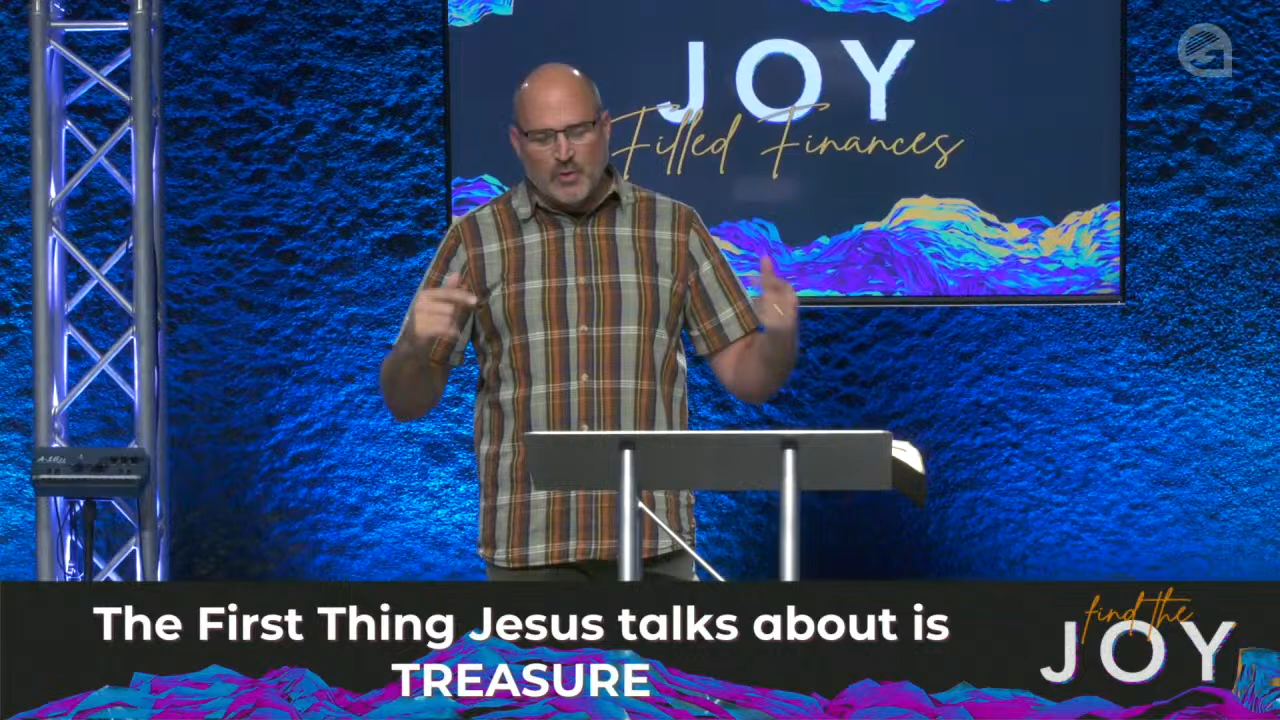 JOY
Filled Finances
The First Thing Jesus talks about is
TREASURE
find the
JOY